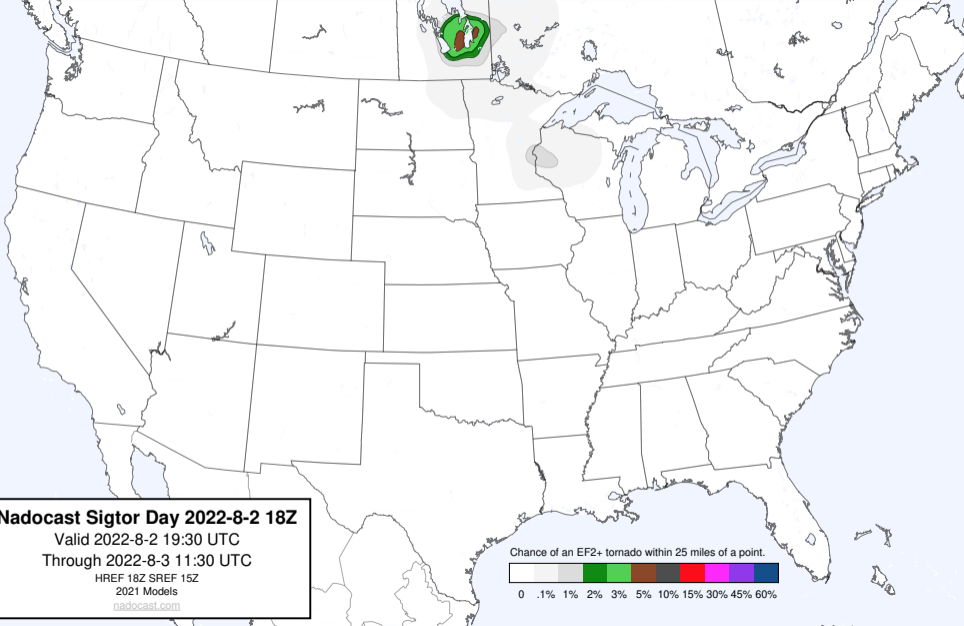 Nadocast Sigtor Day 2022-8-2 18Z
Valid 2022-8-2 19:30 UTC
Through 2022-8-3 11:30 UTC
HREF 18Z SREF 15Z
2021 Models
nadocast.com
Chance of an EF2+ tornado within 25 miles of a point.
0 .1% 1% 2% 3% 5% 10% 15% 30% 45% 60%